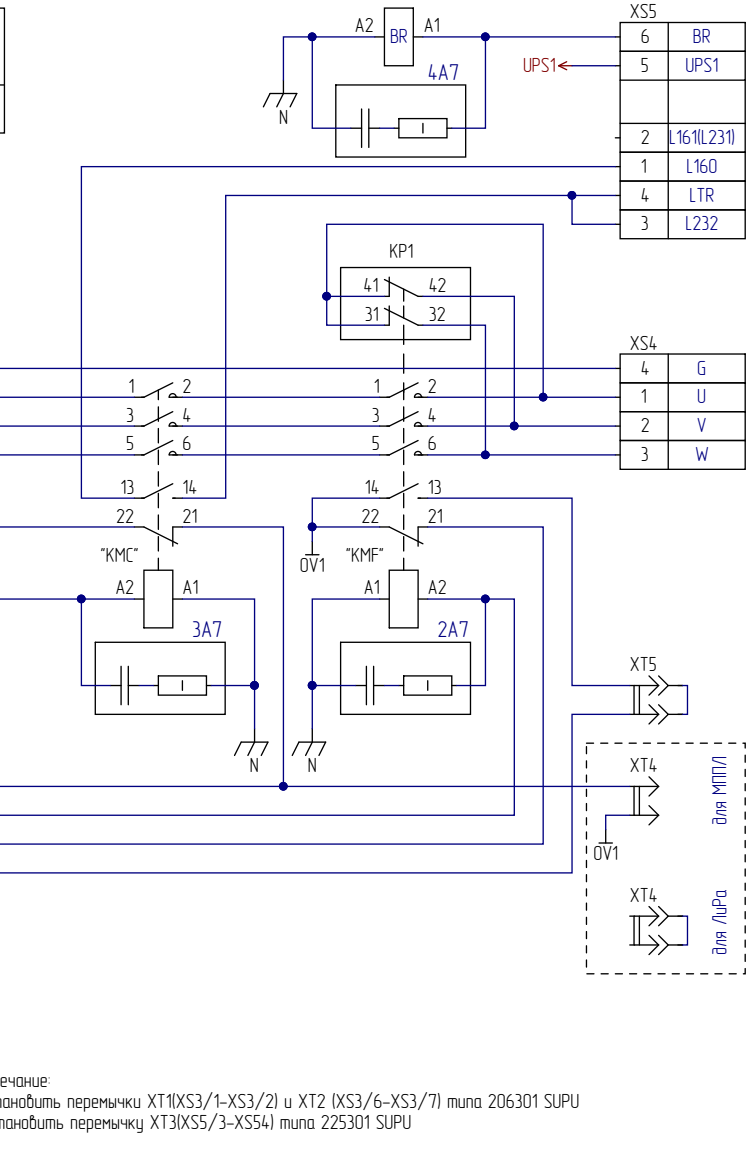 XS5
A2 BR A1
6 BR
UPS1
5 UPS1
4A7
N
2 L161(L231)
1 L160
4 LTR
3 L232
KP1
41 42
31 32
XS4
4 G
1 2 1 2
1 U
3 4 3 4
2 V
5 6 5 6
3 W
13 14 14 13
22 21 22 21
"KMC" 0V1 "KMF"
A2 A1 A1 A2
3A7 2A7
XT5
N N
XT4
для МППЛ
0V1
XT4
для ЛиРа
ечание:
тановить перемычки XT1(XS3/1-XS3/2) и XT2 (XS3/6-XS3/7) типа 206301 SUPU
тановить перемычку XT3(XS5/3-XS54) типа 225301 SUPU